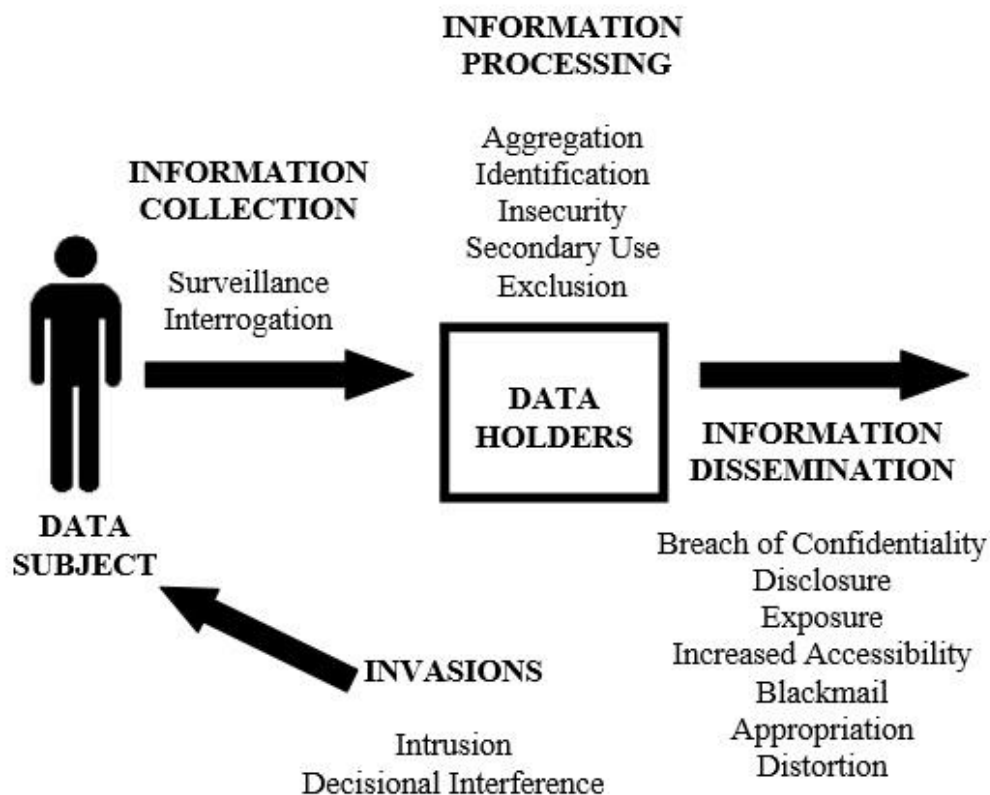 INFORMATION
PROCESSING
Aggregation
Identification
Insecurity
Secondary Use
Exclusion
INFORMATION
COLLECTION
Surveillance
Interrogation
DATA
HOLDERS
INFORMATION
DISSEMINATION
Breach of Confidentiality
Disclosure
Exposure
Increased Accessibility
Blackmail
Appropriation
Distortion
DATA
SUBJECT
INVASIONS
Intrusion
Decisional Interference